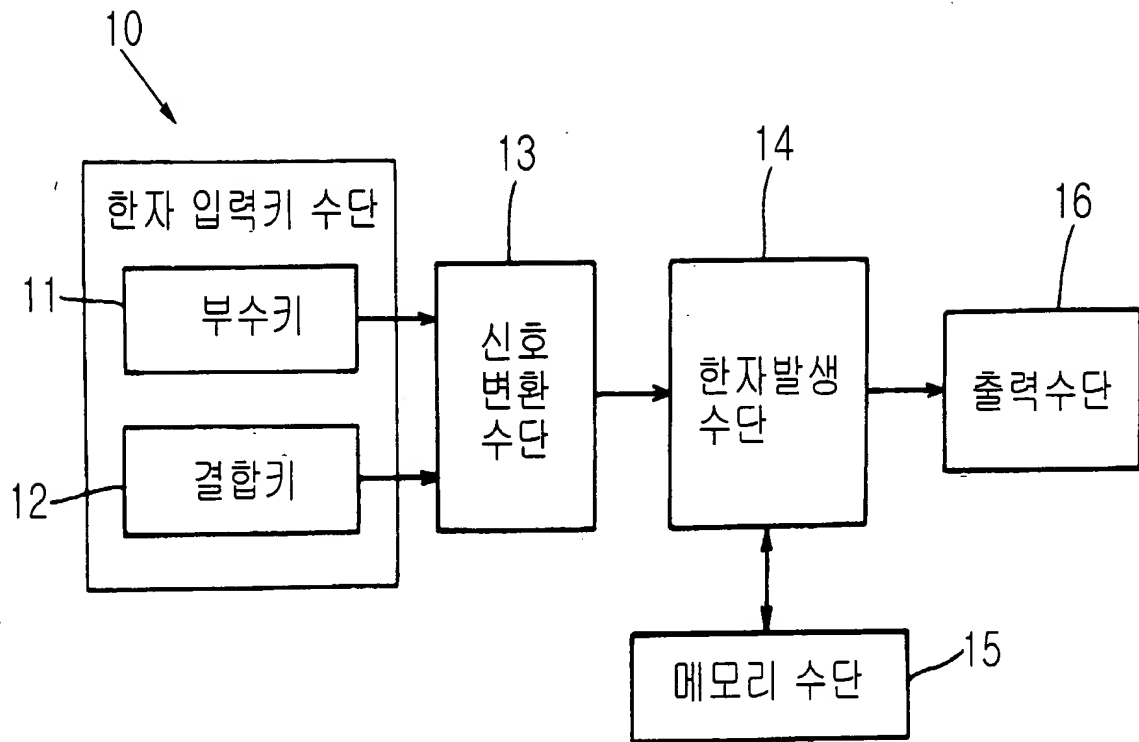 10
한자 입력키 수단
11
부수키
12
결합키
13
신호
변환
수단
14
한자발생
수단
16
출력수단
메모리 수단
15